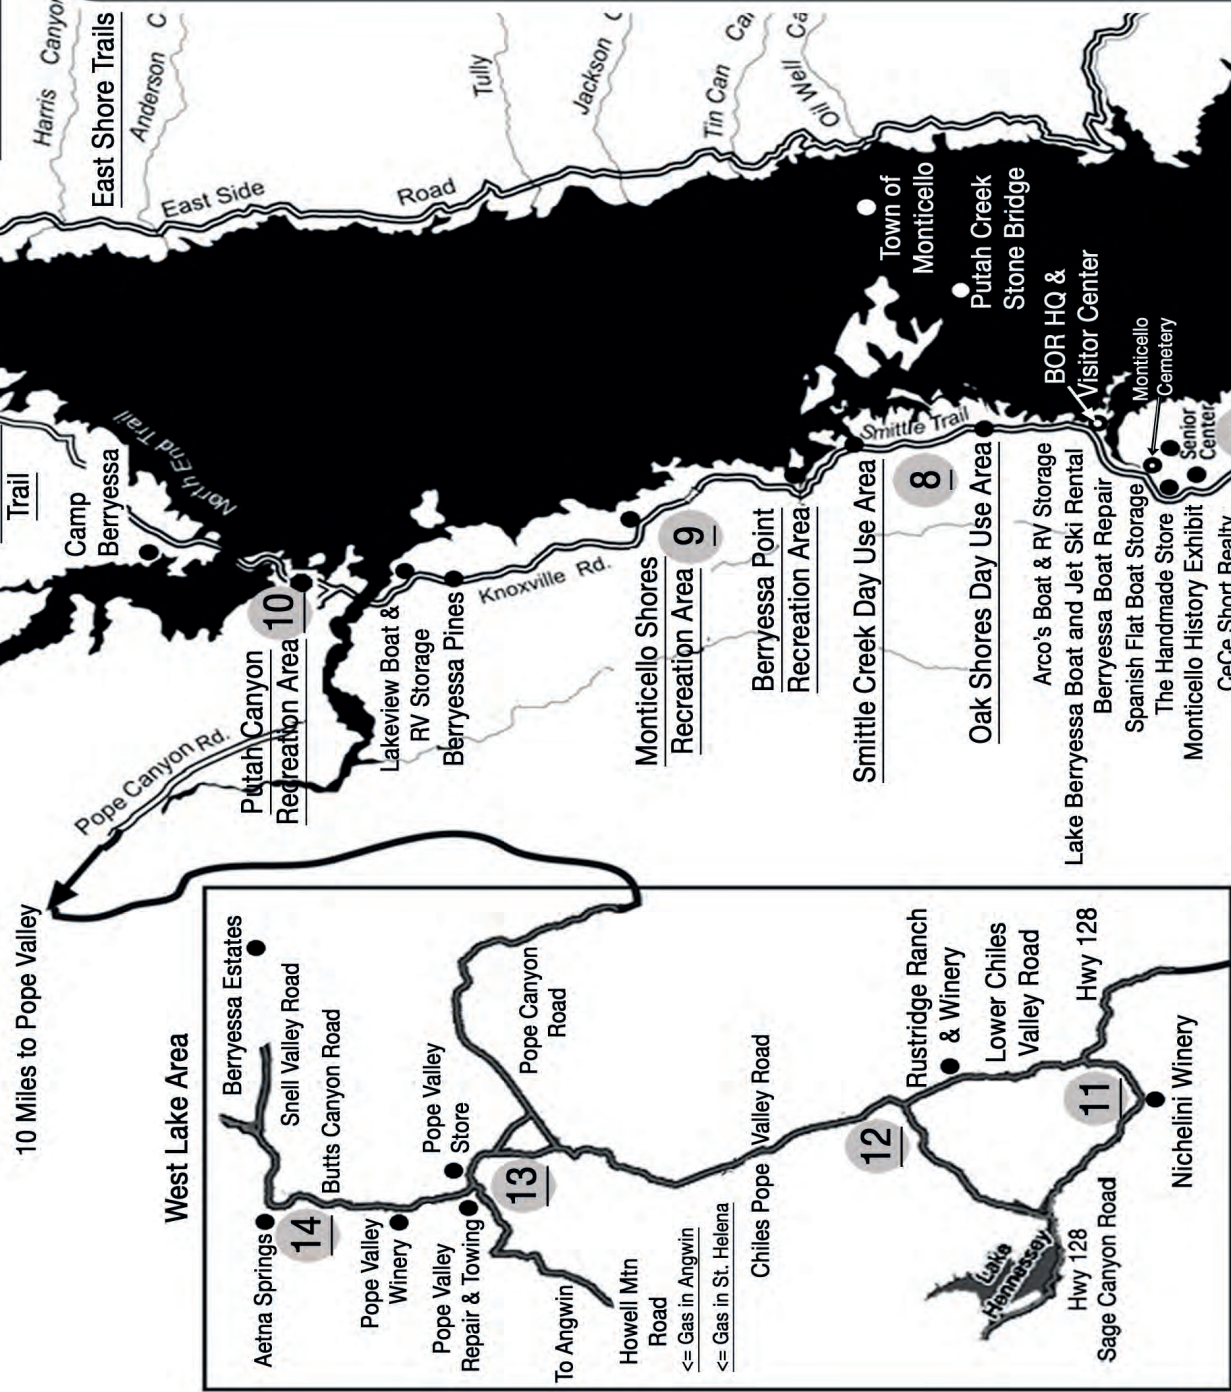 10 Miles to Pope Valley
West Lake Area
Berryessa Estates
Snell Valley Road
Butts Canyon Road
Aetna Springs
14
Pope Valley
Winery
Pope Valley
Store
Pope Valley
Repair & Towing
13
Pope Canyon
Road
To Angwin
Howell Mtn
Road
<= Gas in Angwin
<= Gas in St. Helena
Chiles Pope Valley Road
12
Rustridge Ranch
& Winery
Lower Chiles
Valley Road
Hwy 128
11
Nichelini Winery
Lake
Hennessey
Hwy 128
Sage Canyon Road
Trail
Camp
Berryessa
North End Trail
Pope Canyon Rd.
Putah Canyon
Recreation Area
10
Lakeview Boat &
RV Storage
Berryessa Pines
Knoxville Rd.
Monticello Shores
Recreation Area
9
Berryessa Point
Recreation Area
Smittle Creek Day Use Area
8
Smittle Trail
Oak Shores Day Use Area
Arco's Boat & RV Storage
Lake Berryessa Boat and Jet Ski Rental
Berryessa Boat Repair
Spanish Flat Boat Storage
The Handmade Store
Monticello History Exhibit
CeCe Short Realty
Senior
Center
Monticello
Cemetery
BOR HQ &
Visitor Center
Putah Creek
Stone Bridge
Town of
Monticello
Harris Canyon
East Shore Trails
Anderson C
East Side Road
Tully
Jackson
Tin Can
Oil Well